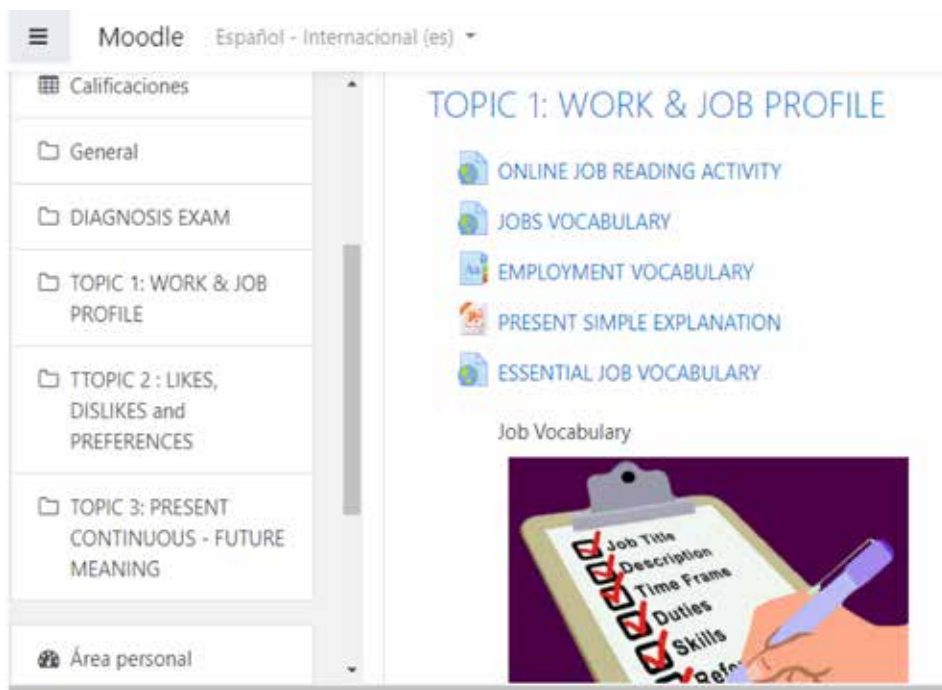 Moodle Español - Internacional (es)
Calificaciones
General
DIAGNOSIS EXAM
TOPIC 1: WORK & JOB
PROFILE
TTOPIC 2 : LIKES,
DISLIKES and
PREFERENCES
TOPIC 3: PRESENT
CONTINUOUS - FUTURE
MEANING
Área personal
TOPIC 1: WORK & JOB PROFILE
ONLINE JOB READING ACTIVITY
JOBS VOCABULARY
EMPLOYMENT VOCABULARY
PRESENT SIMPLE EXPLANATION
ESSENTIAL JOB VOCABULARY
Job Vocabulary
Job Title
Description
Time Frame
Duties
Skills